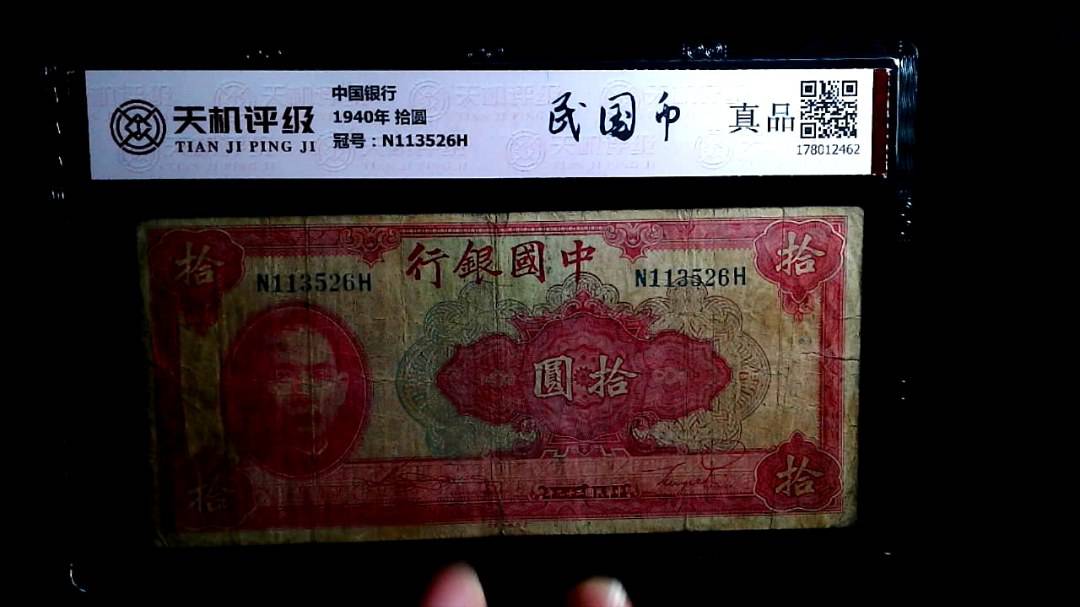 天机评级
TIAN JI PING JI
中国银行
1940年 拾圆
冠号：N113526H
民国币
真品
178012462
行銀國中
拾
拾
N113526H
N113526H
圓拾
拾
拾